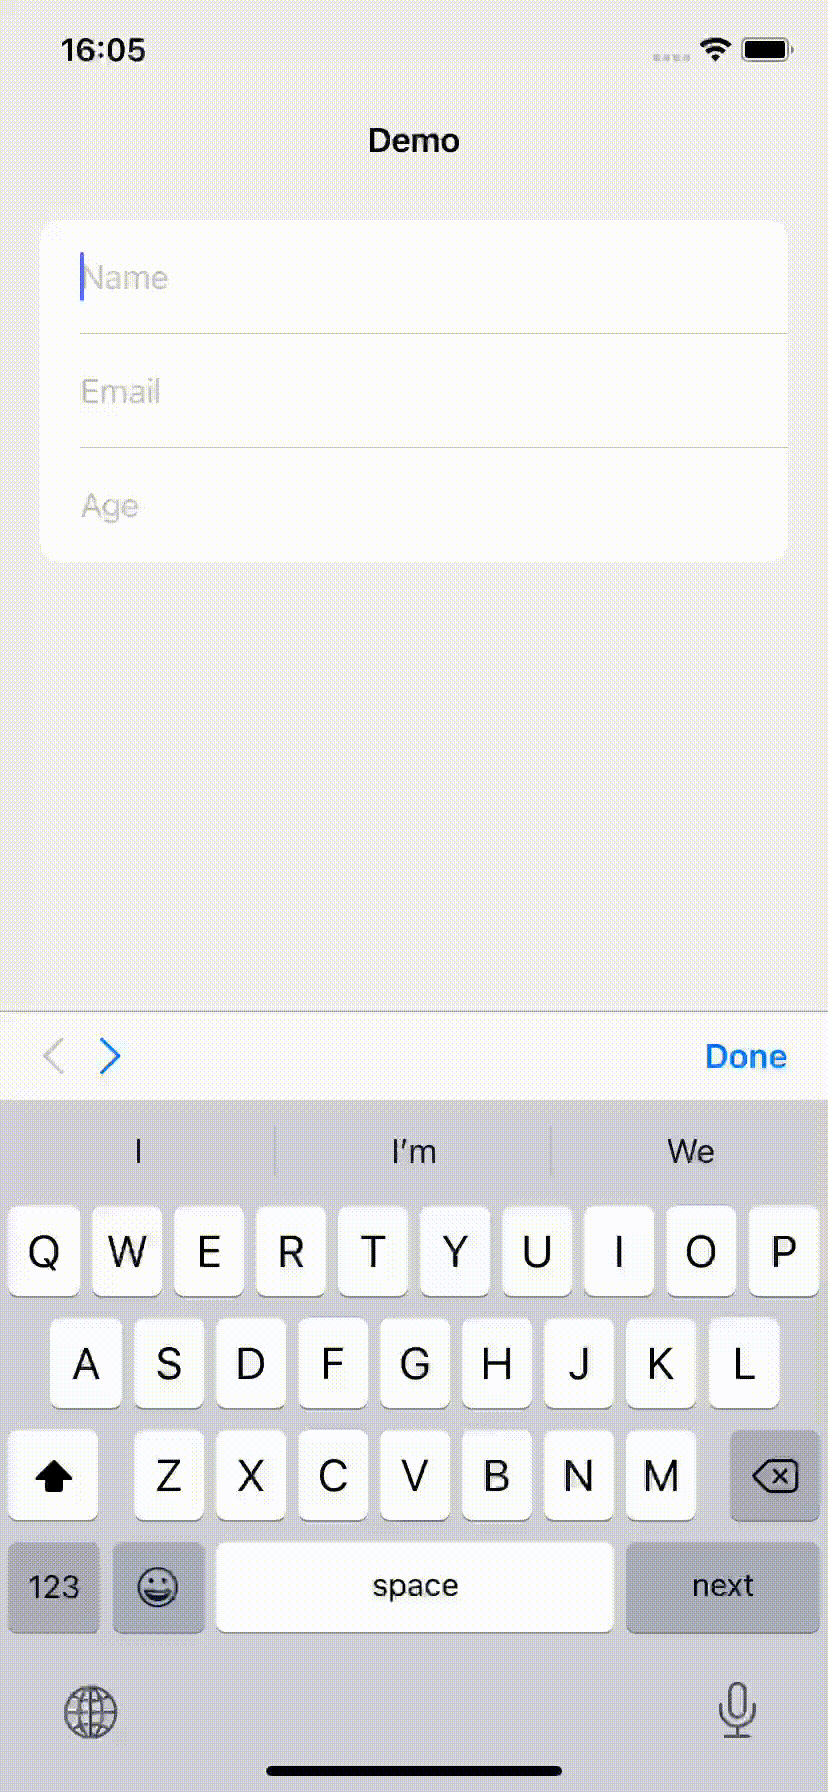 16:05
Demo
Name
Email
Age
Done
I I'm We
Q W E R T Y U I O P
A S D F G H J K L
Z X C V B N M
123 space next